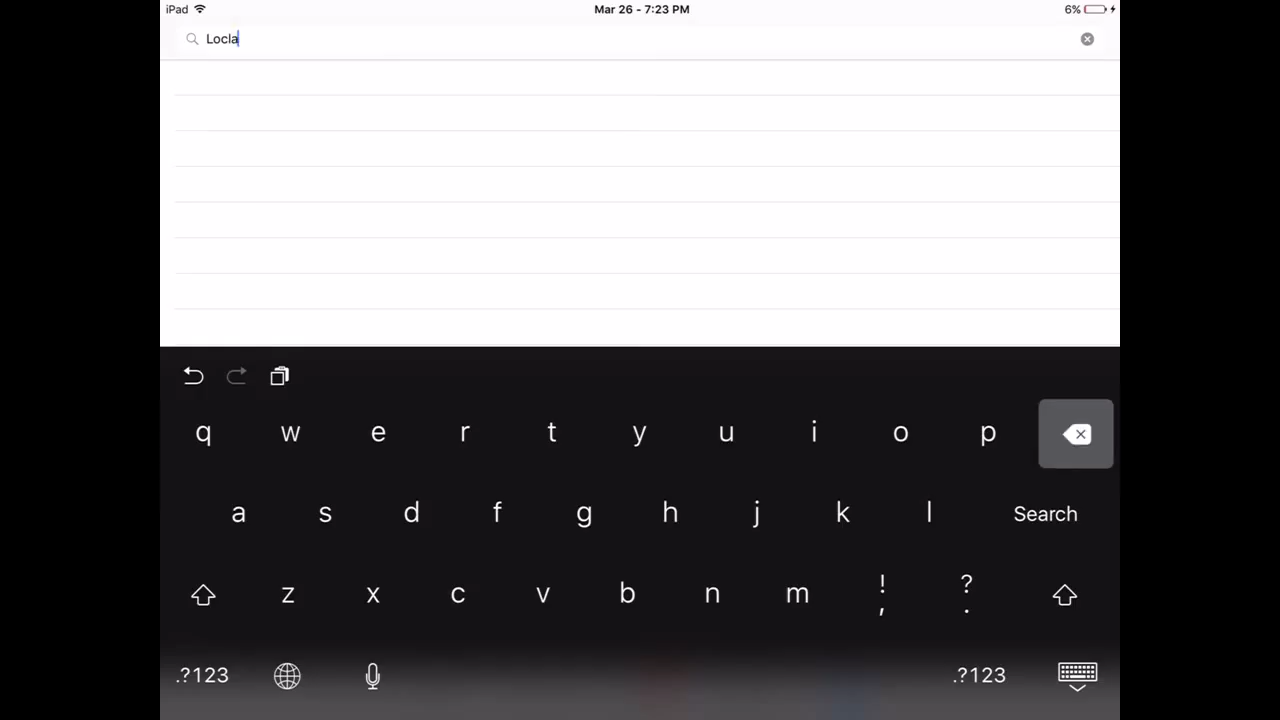 iPad Mar 26 - 7:23 PM 6%
Locla
q w e r t y u i o p
a s d f g h j k l Search
z x c v b n m ! , ? .
.?123 .?123